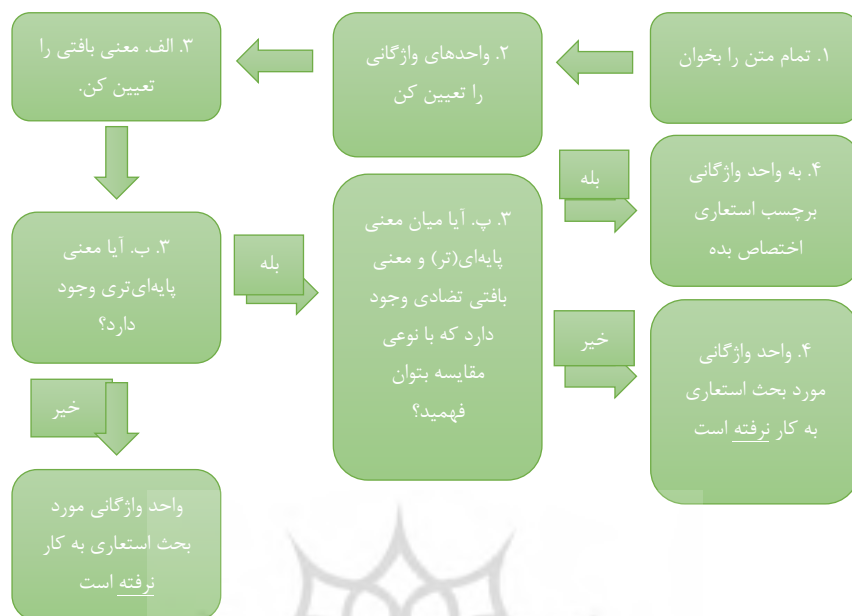 ۱. تمام متن را بخوان
۲. واحدهای واژگانی
را تعیین کن
۳. الف. معنی بافتی را
تعیین کن.
۳. ب. آیا معنی
پایه‌ای‌تری وجود
دارد؟
خیر
واحد واژگانی مورد
بحث استعاری به کار
نرفته است
بله
۳. پ. آیا میان معنی
پایه‌ای(تر) و معنی
بافتی تضادی وجود
دارد که با نوعی
مقایسه بتوان
فهمید؟
بله
۴. به واحد واژگانی
برچسب استعاری
اختصاص بده
خیر
۴. واحد واژگانی
مورد بحث استعاری
به کار نرفته است